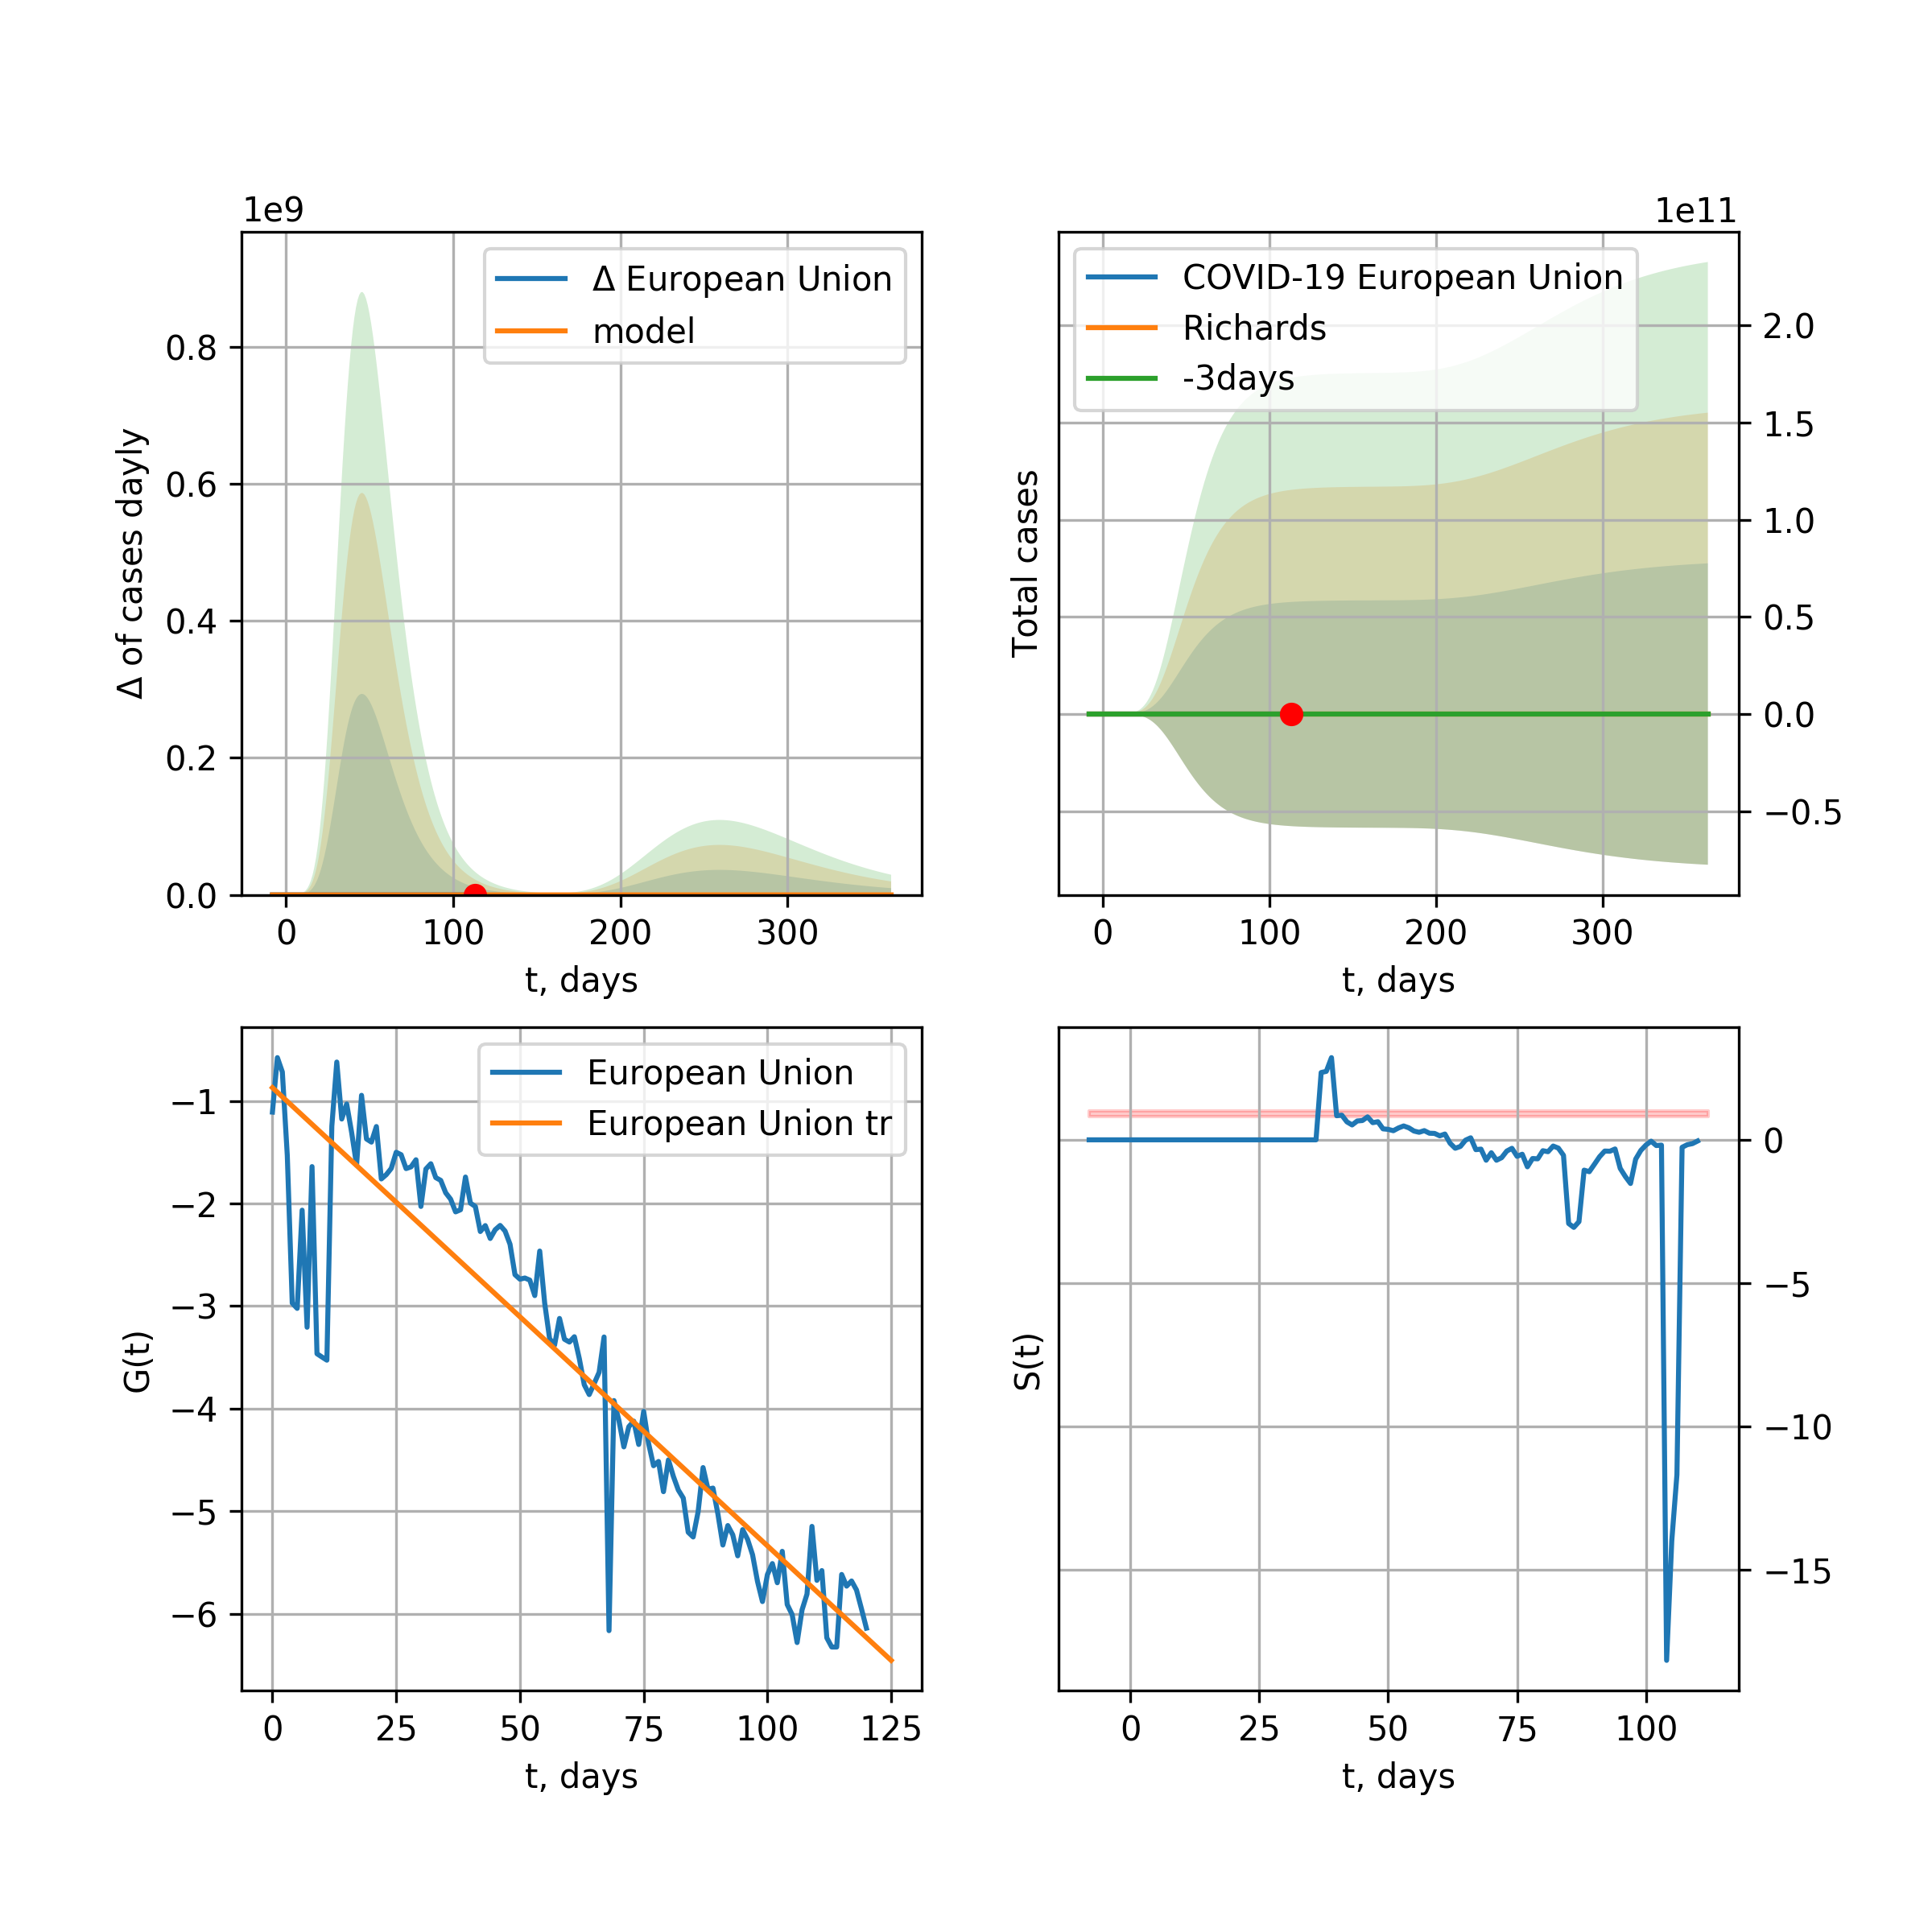 1e9
Δ European Union
model
0.8
0.6
0.4
0.2
0.0
Δ of cases dayly
0 100 200 300
t, days
1e11
COVID-19 European Union
Richards
-3days
2.0
1.5
1.0
0.5
0.0
−0.5
Total cases
0 100 200 300
t, days
European Union
European Union tr
−1
−2
−3
−4
−5
−6
G(t)
0 25 50 75 100 125
t, days
0
−5
−10
−15
S(t)
0 25 50 75 100
t, days